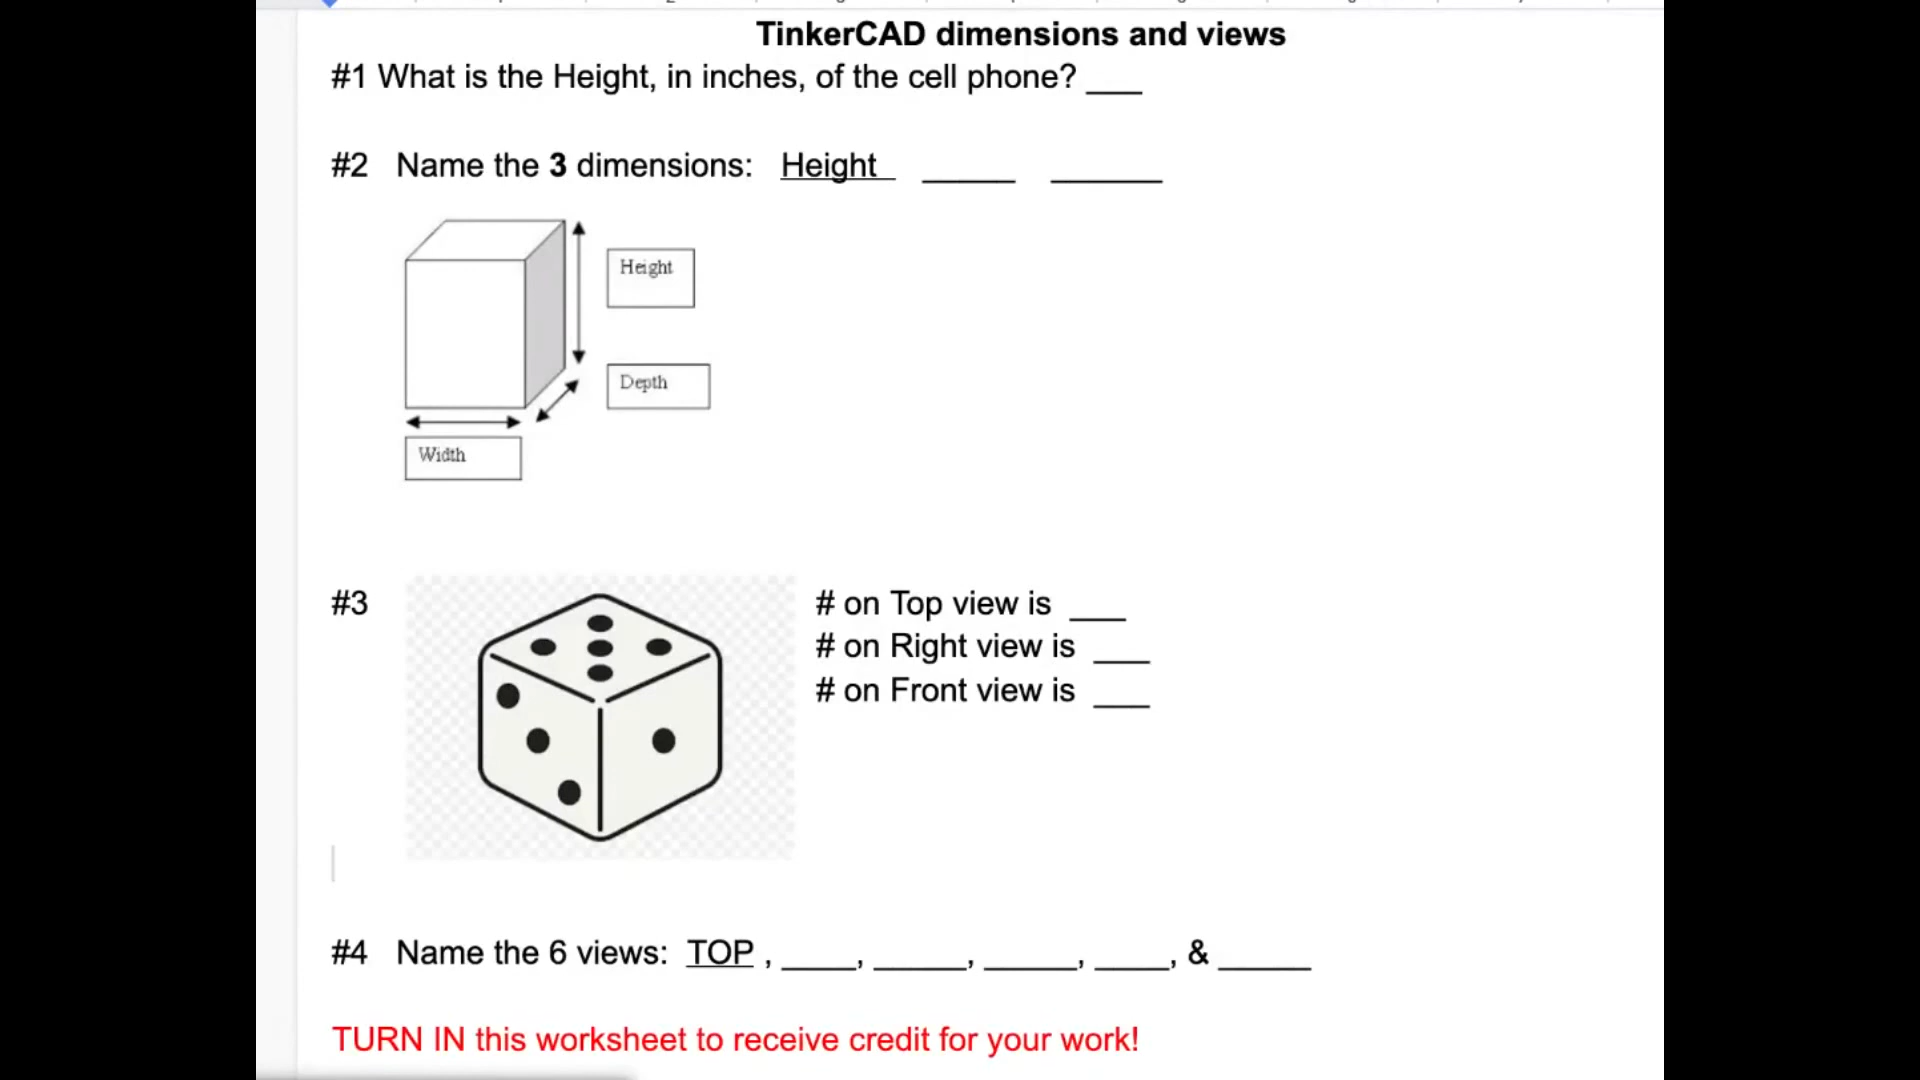 TinkerCAD dimensions and views
#1 What is the Height, in inches, of the cell phone? ___
#2 Name the 3 dimensions: Height _____ ______
Height
Depth
Width
#3
# on Top view is ___
# on Right view is ___
# on Front view is ___
#4 Name the 6 views: TOP , ____, _____, _____, ____, & _____
TURN IN this worksheet to receive credit for your work!